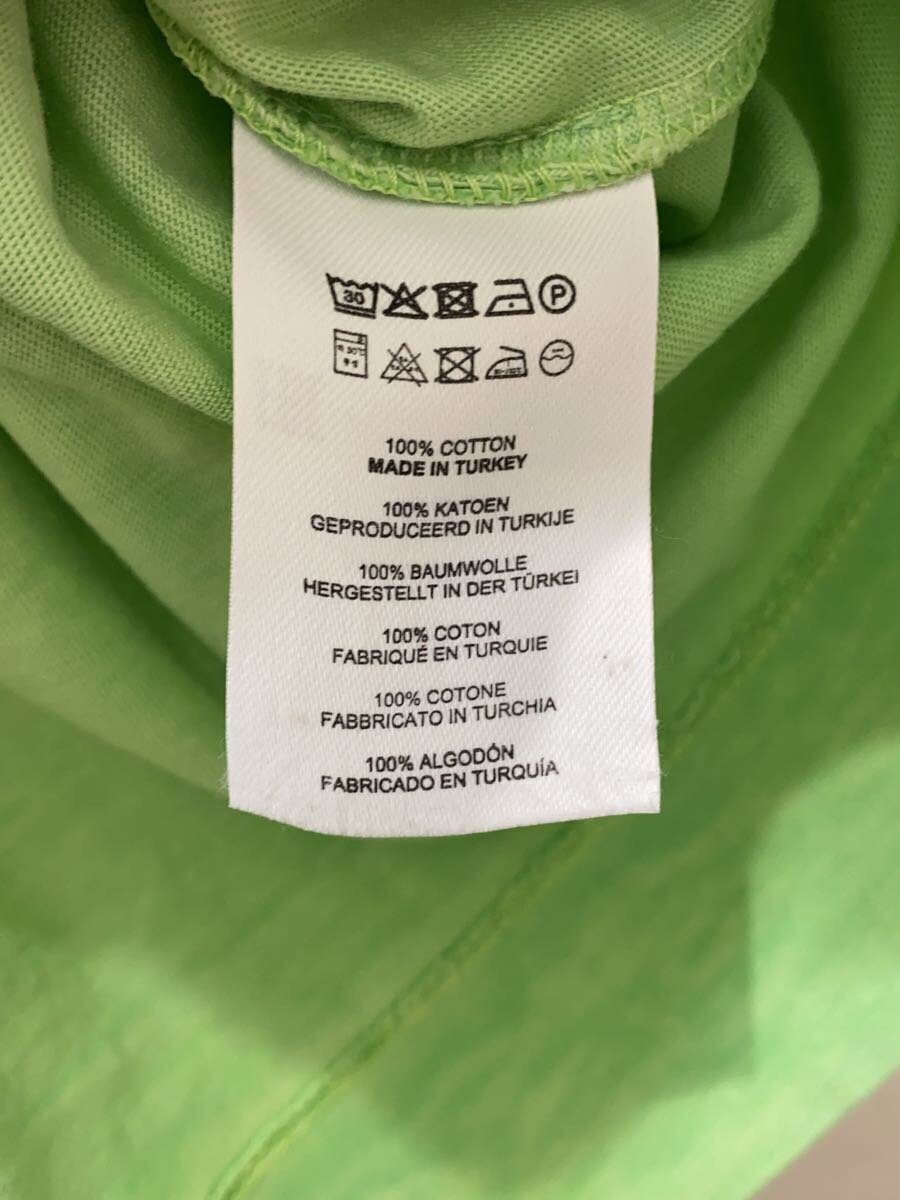 30
P
100% COTTON
MADE IN TURKEY
100% KATOEN
GEPRODUCEERD IN TURKIJE
100% BAUMWOLLE
HERGESTELLT IN DER TÜRKEI
100% COTON
FABRIQUÉ EN TURQUIE
100% COTONE
FABBRICATO IN TURCHIA
100% ALGODÓN
FABRICADO EN TURQUÍA